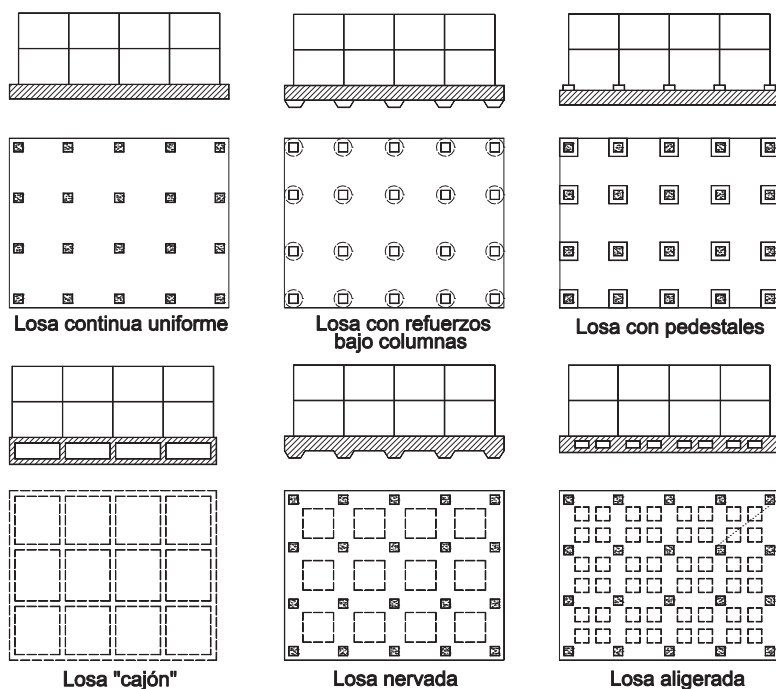 Losa continua uniforme
Losa con refuerzos
bajo columnas
Losa con pedestales
Losa "cajón"
Losa nervada
Losa aligerada